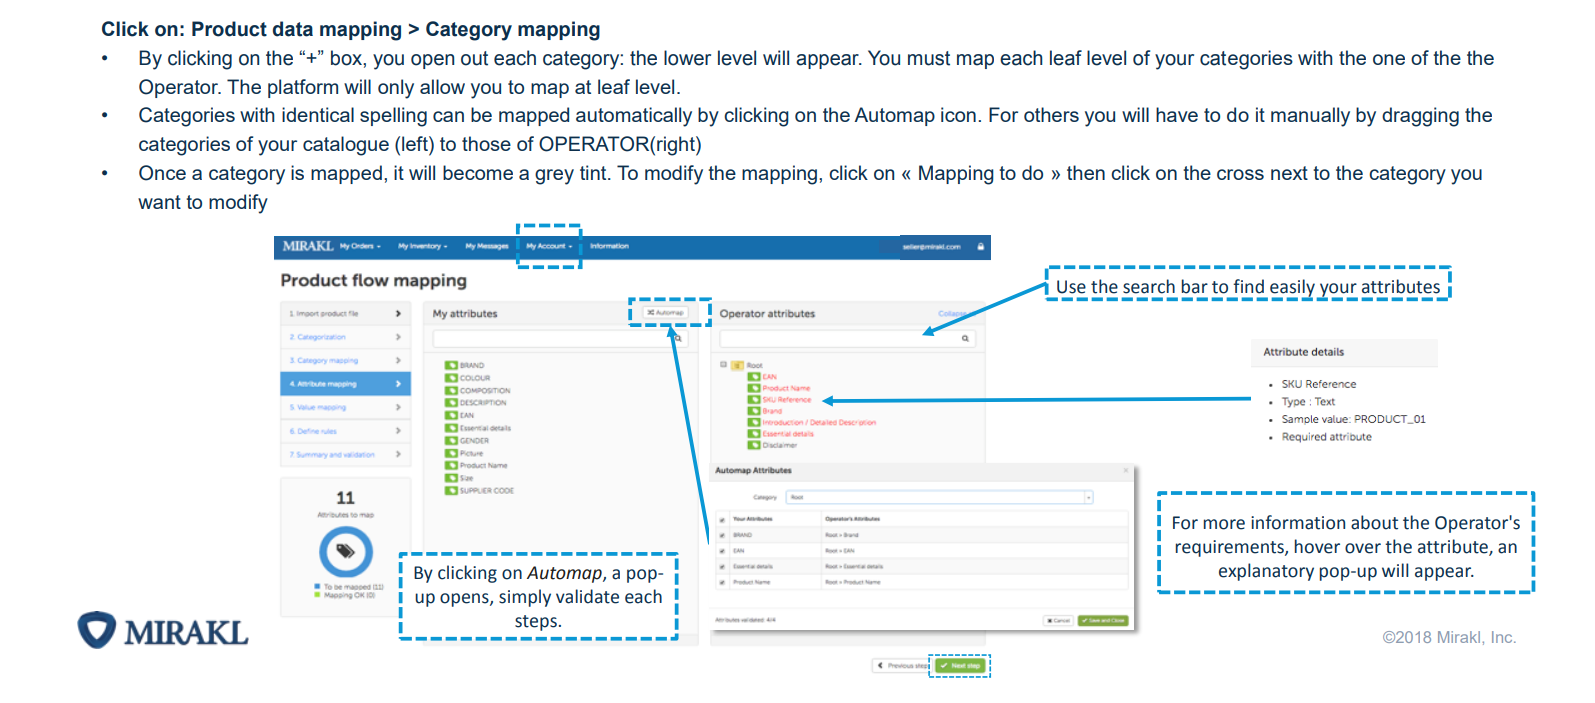 Click on: Product data mapping > Category mapping
• By clicking on the “+” box, you open out each category: the lower level will appear. You must map each leaf level of your categories with the one of the the
Operator. The platform will only allow you to map at leaf level.
• Categories with identical spelling can be mapped automatically by clicking on the Automap icon. For others you will have to do it manually by dragging the
categories of your catalogue (left) to those of OPERATOR(right)
• Once a category is mapped, it will become a grey tint. To modify the mapping, click on « Mapping to do » then click on the cross next to the category you
want to modify
MIRAKL My Orders My Inventory My Messages My Account Information seller@mirakl.com
Product flow mapping
1. Import product file
2. Categorization
3. Category mapping
4. Attribute mapping
5. Value mapping
6. Define rules
7. Summary and validation
11
Attributes to map
To be mapped (11)
Mapping OK (0)
My attributes
Automap
BRAND
COLOUR
COMPOSITION
DESCRIPTION
EAN
Essential details
GENDER
Picture
Product Name
Size
SUPPLIER CODE
Operator attributes
Collapse
Root
EAN
Product Name
SKU Reference
Brand
Introduction / Detailed Description
Essential details
Disclaimer
Use the search bar to find easily your attributes
Attribute details
• SKU Reference
• Type : Text
• Sample value: PRODUCT_01
• Required attribute
Automap Attributes
Category Root
Your Attributes Operator's Attributes
BRAND Root > Brand
EAN Root > EAN
Essential details Root > Essential details
Product Name Root > Product Name
Attributes validated: 4/4
Cancel Save and Close
By clicking on Automap, a pop-
up opens, simply validate each
steps.
For more information about the Operator's
requirements, hover over the attribute, an
explanatory pop-up will appear.
Previous step Next step
MIRAKL
©2018 Mirakl, Inc.